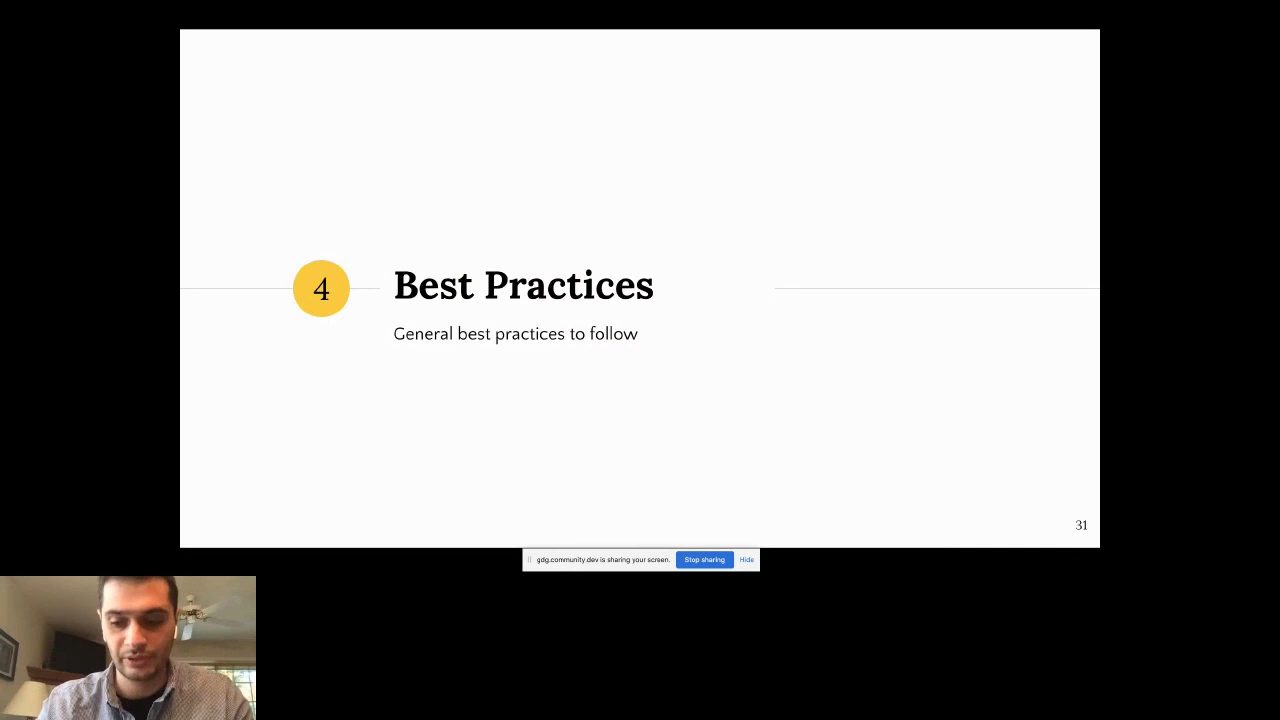 4
Best Practices
General best practices to follow
31
gdg.community.dev is sharing your screen.
Stop sharing
Hide